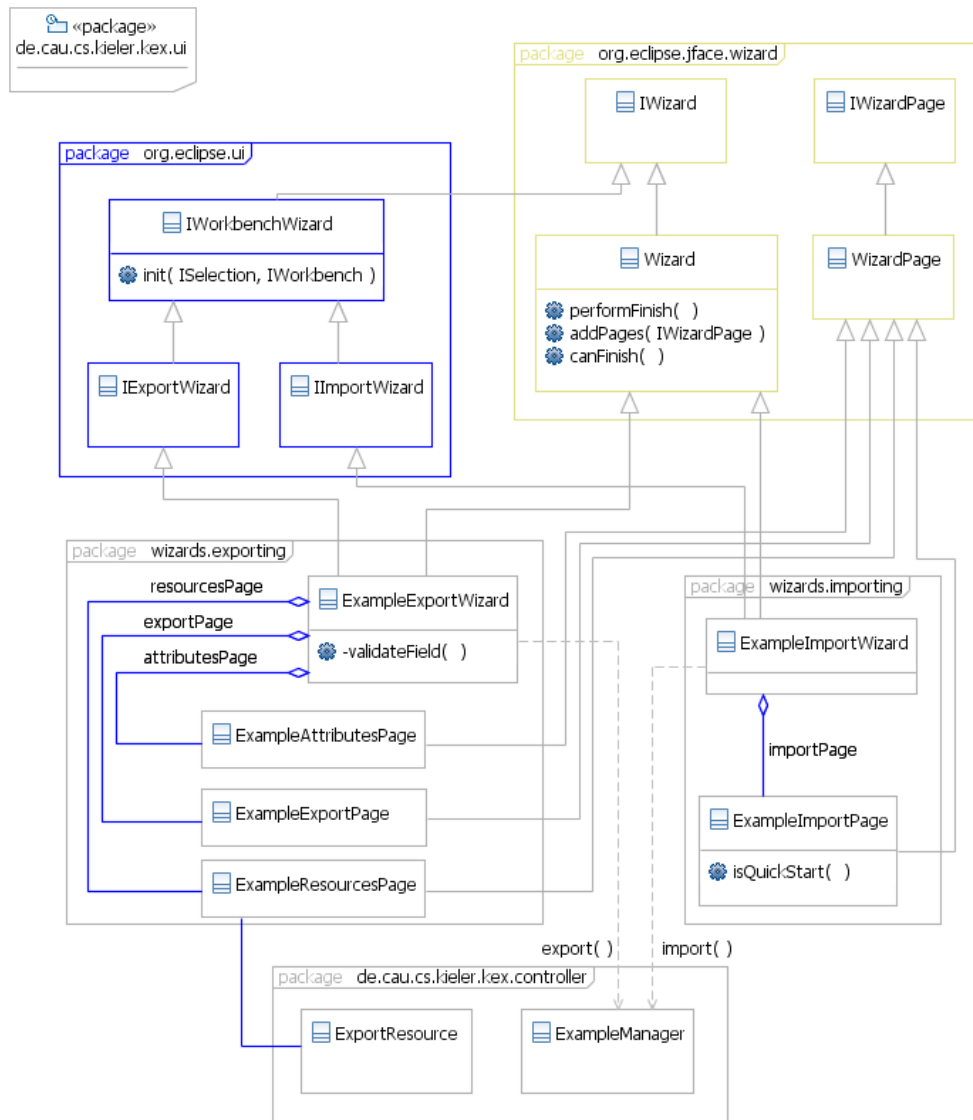 «package»
de.cau.cs.kieler.kex.ui
package org.eclipse.jface.wizard
IWizard
IWizardPage
package org.eclipse.ui
IWorkbenchWizard
init( ISelection, IWorkbench )
Wizard
performFinish( )
addPages( IWizardPage )
canFinish( )
WizardPage
IExportWizard
IImportWizard
package wizards.exporting
resourcesPage
exportPage
attributesPage
ExampleExportWizard
-validateField( )
ExampleAttributesPage
ExampleExportPage
ExampleResourcesPage
package wizards.importing
ExampleImportWizard
importPage
ExampleImportPage
isQuickStart( )
export( )
import( )
package de.cau.cs.kieler.kex.controller
ExportResource
ExampleManager